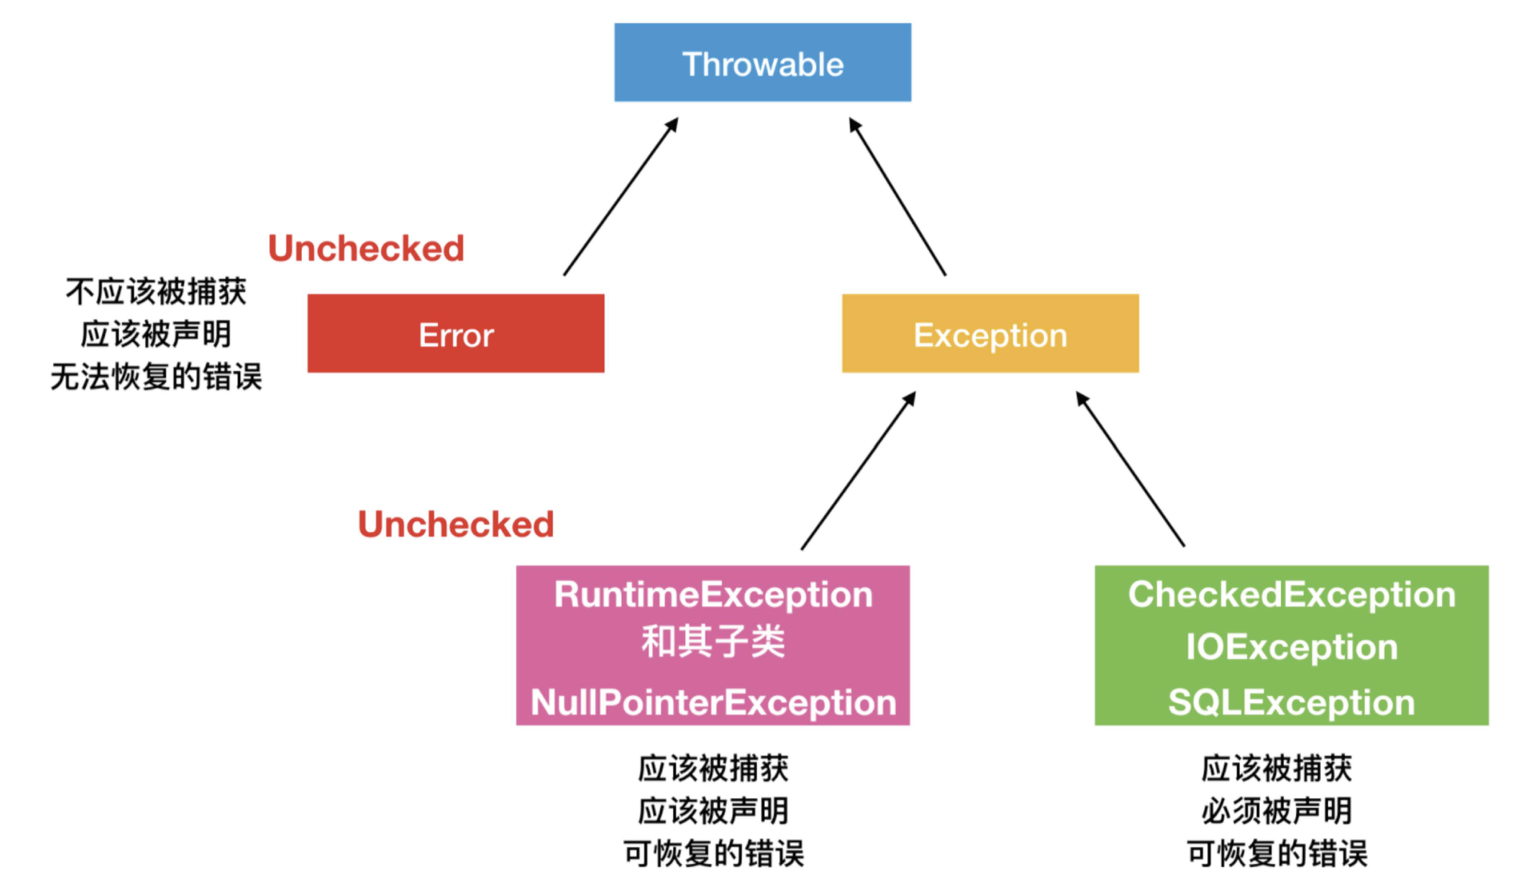 Throwable
Unchecked
不应该被捕获
应该被声明
无法恢复的错误
Error
Exception
Unchecked
RuntimeException
和其子类
NullPointerException
CheckedException
IOException
SQLException
应该被捕获
应该被声明
可恢复的错误
应该被捕获
必须被声明
可恢复的错误